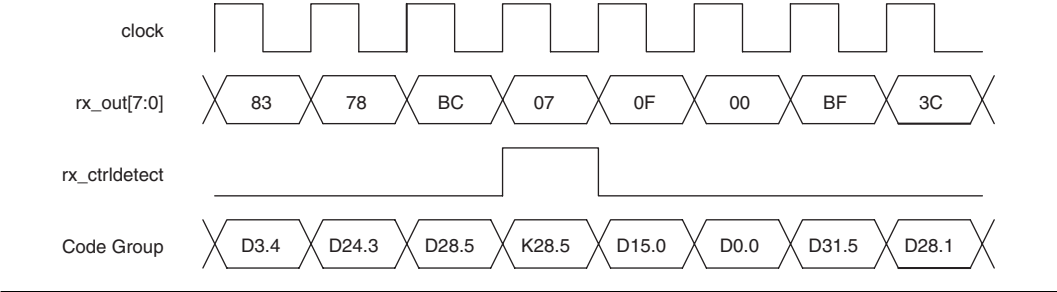 clock
rx_out[7:0] 83 78 BC 07 0F 00 BF 3C
rx_ctrldetect
Code Group D3.4 D24.3 D28.5 K28.5 D15.0 D0.0 D31.5 D28.1